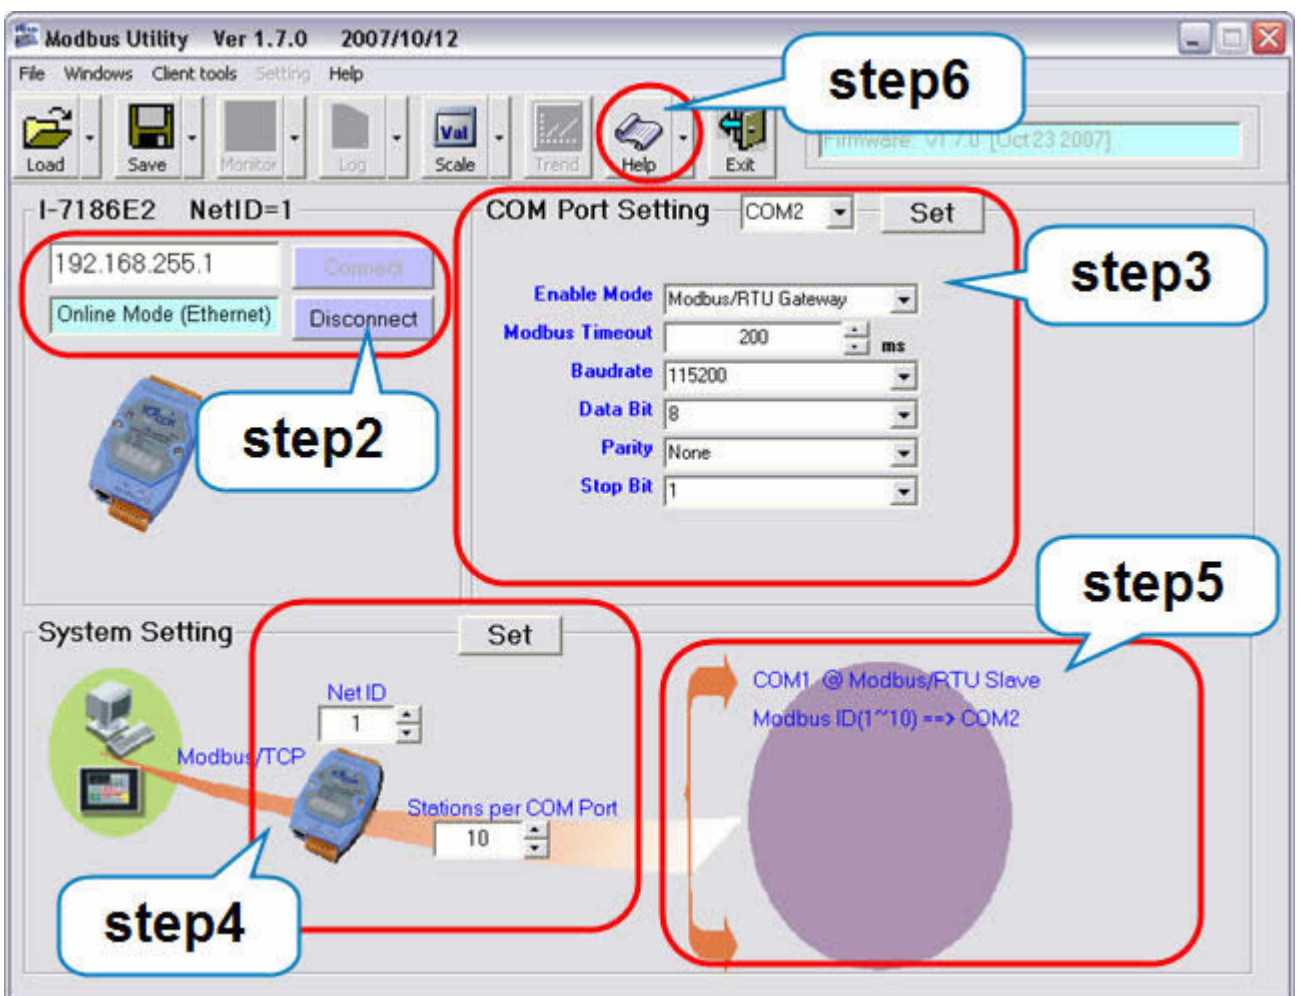 Modbus Utility Ver 1.7.0 2007/10/12
File Windows Client tools Setting Help
step6
Load Save Monitor Log Scale Trend Help Exit
Val
Firmware: V1.7.0 [Oct 23 2007]
I-7186E2 NetID=1
COM Port Setting COM2 Set
192.168.255.1 Connect
Online Mode (Ethernet) Disconnect
step3
Enable Mode Modbus/RTU Gateway
Modbus Timeout 200 ms
Baudrate 115200
Data Bit 8
Parity None
Stop Bit 1
step2
step5
System Setting Set
Net ID
1
Modbus/TCP
Stations per COM Port
10
COM1 @ Modbus/RTU Slave
Modbus ID(1~10) ==> COM2
step4